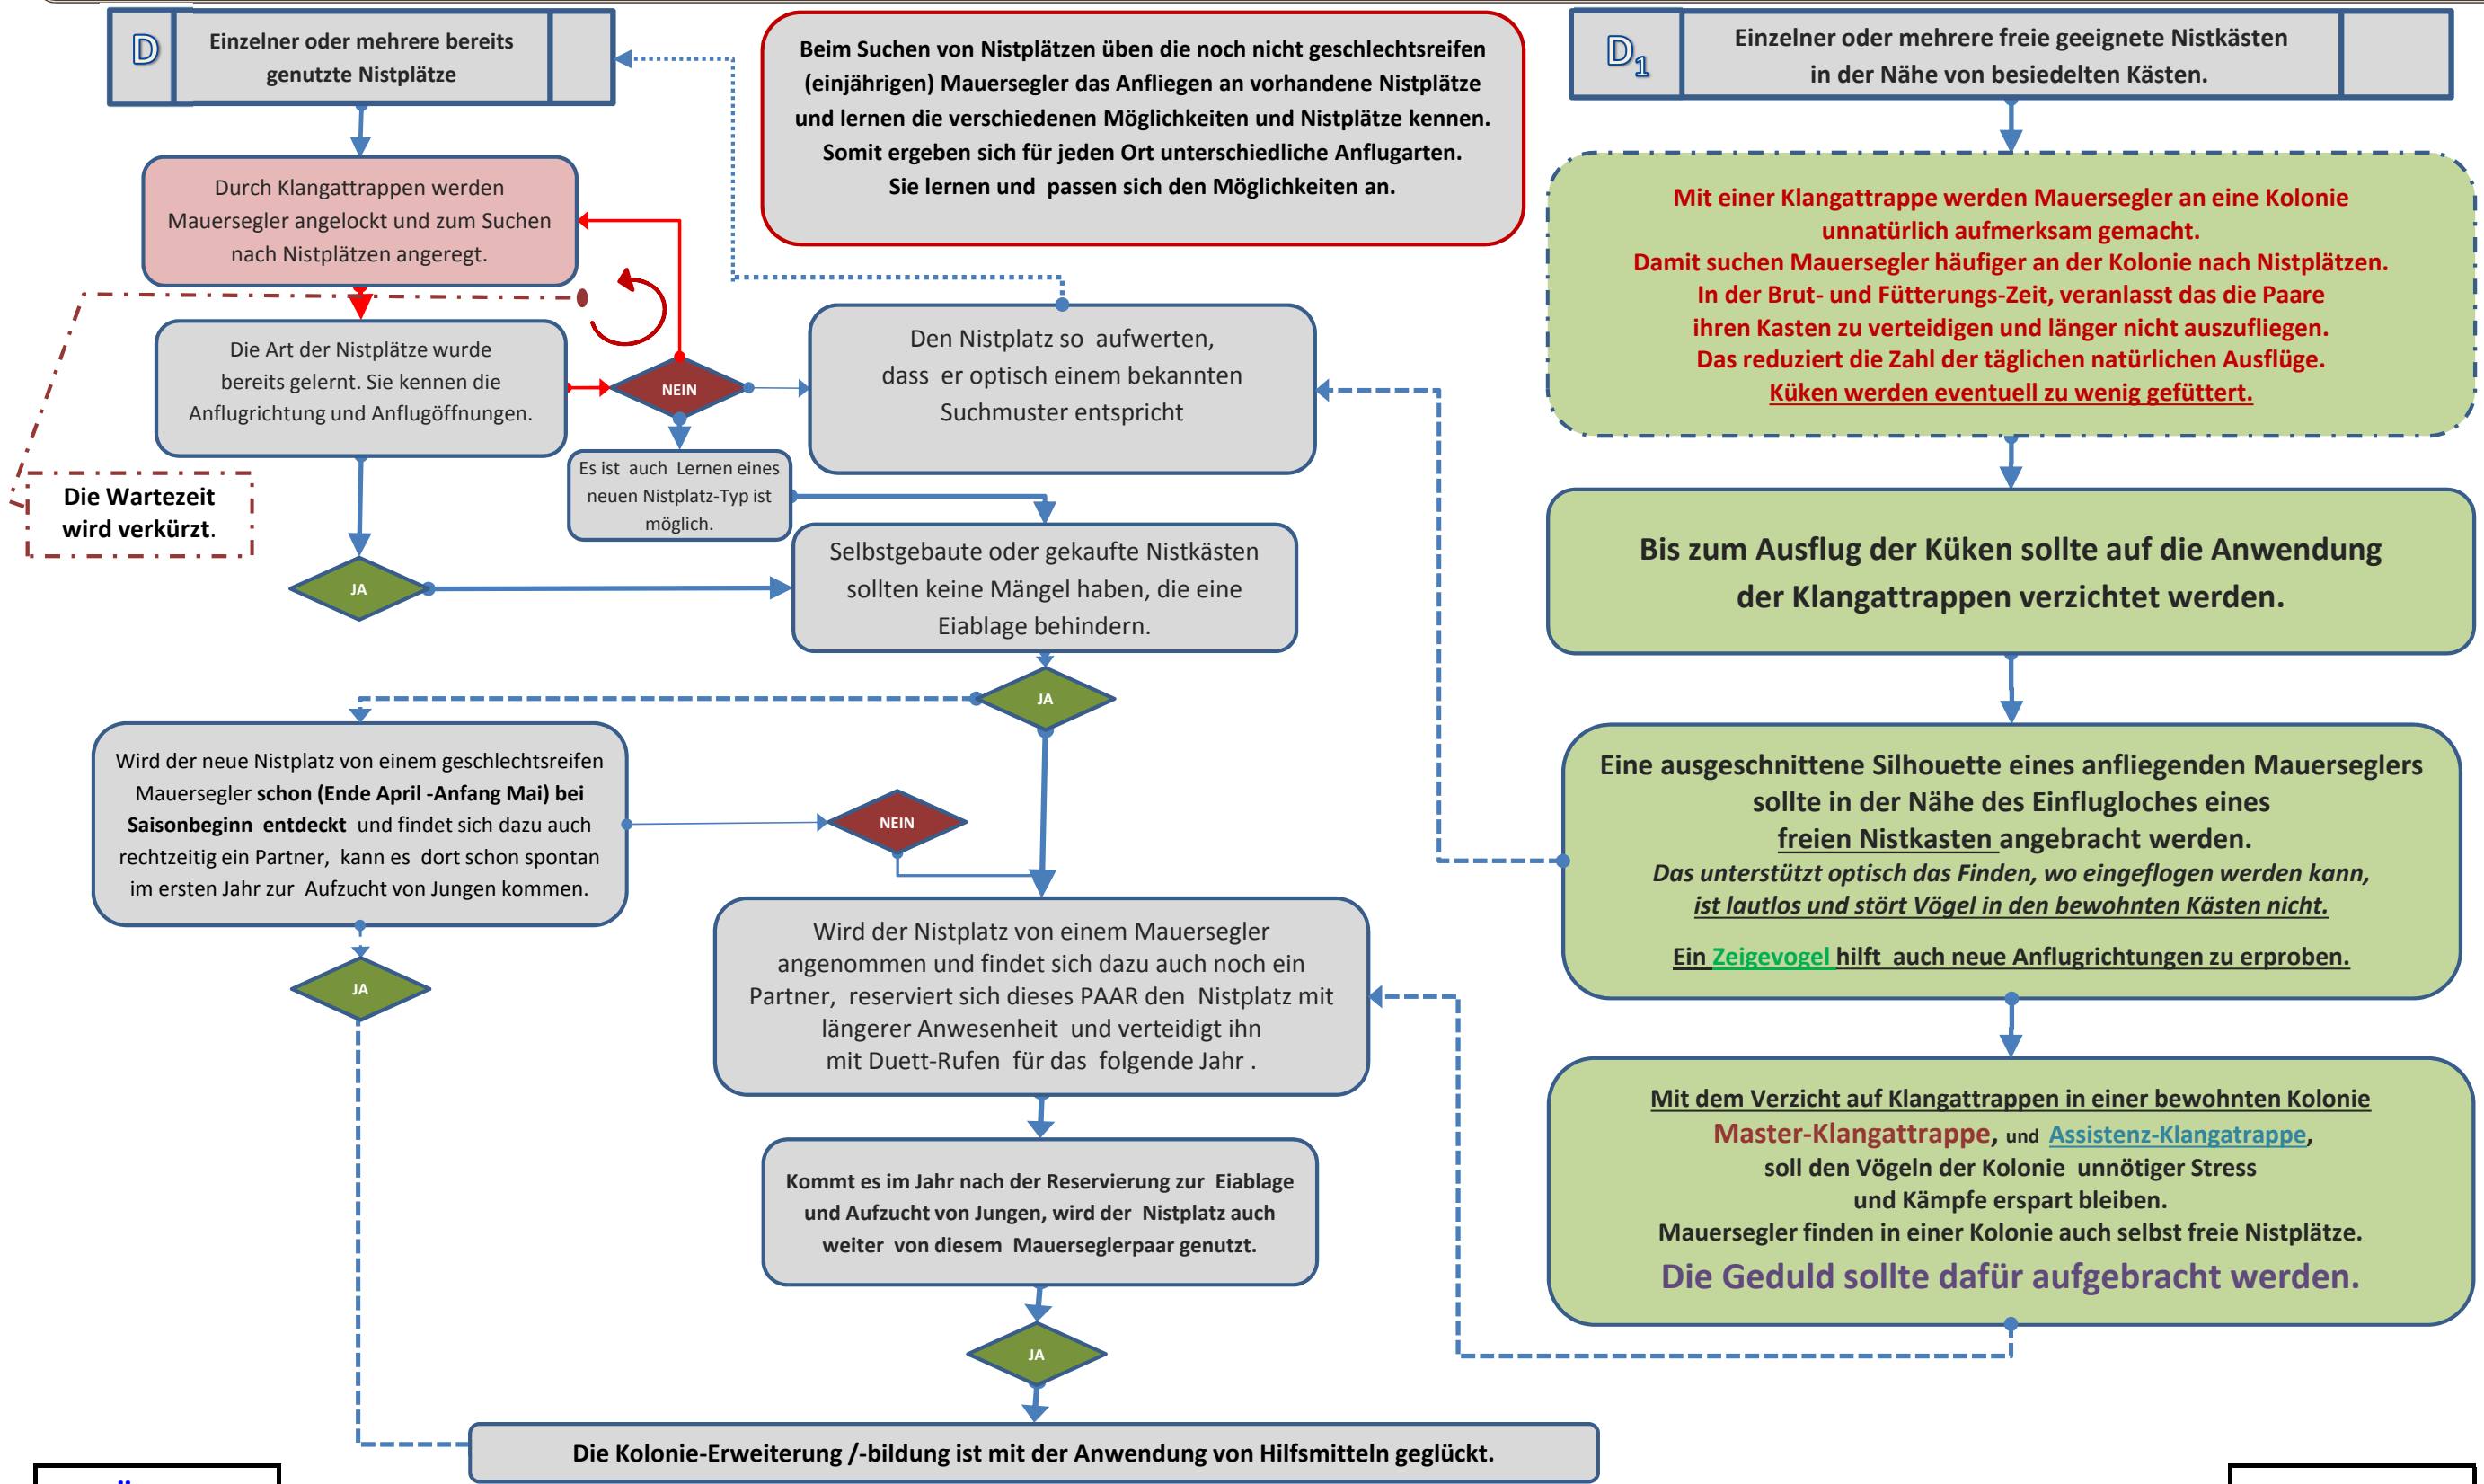 D
Einzelner oder mehrere bereits
genutzte Nistplätze
Durch Klangattrappen werden
Mauersegler angelockt und zum Suchen
nach Nistplätzen angeregt.
Die Art der Nistplätze wurde
bereits gelernt. Sie kennen die
Anflugrichtung und Anflugöffnungen.
Die Wartezeit
wird verkürzt.
JA
NEIN
Es ist auch Lernen eines
neuen Nistplatz-Typ ist
möglich.
Beim Suchen von Nistplätzen üben die noch nicht geschlechtsreifen
(einjährigen) Mauersegler das Anfliegen an vorhandene Nistplätze
und lernen die verschiedenen Möglichkeiten und Nistplätze kennen.
Somit ergeben sich für jeden Ort unterschiedliche Anflugarten.
Sie lernen und passen sich den Möglichkeiten an.
Den Nistplatz so aufwerten,
dass er optisch einem bekannten
Suchmuster entspricht
Selbstgebaute oder gekaufte Nistkästen
sollten keine Mängel haben, die eine
Eiablage behindern.
JA
Wird der neue Nistplatz von einem geschlechtsreifen
Mauersegler schon (Ende April -Anfang Mai) bei
Saisonbeginn entdeckt und findet sich dazu auch
rechtzeitig ein Partner, kann es dort schon spontan
im ersten Jahr zur Aufzucht von Jungen kommen.
NEIN
JA
Wird der Nistplatz von einem Mauersegler
angenommen und findet sich dazu auch noch ein
Partner, reserviert sich dieses PAAR den Nistplatz mit
längerer Anwesenheit und verteidigt ihn
mit Duett-Rufen für das folgende Jahr .
Kommt es im Jahr nach der Reservierung zur Eiablage
und Aufzucht von Jungen, wird der Nistplatz auch
weiter von diesem Mauerseglerpaar genutzt.
JA
Die Kolonie-Erweiterung /-bildung ist mit der Anwendung von Hilfsmitteln geglückt.
D1
Einzelner oder mehrere freie geeignete Nistkästen
in der Nähe von besiedelten Kästen.
Mit einer Klangattrappe werden Mauersegler an eine Kolonie
unnatürlich aufmerksam gemacht.
Damit suchen Mauersegler häufiger an der Kolonie nach Nistplätzen.
In der Brut- und Fütterungs-Zeit, veranlasst das die Paare
ihren Kasten zu verteidigen und länger nicht auszufliegen.
Das reduziert die Zahl der täglichen natürlichen Ausflüge.
Küken werden eventuell zu wenig gefüttert.
Bis zum Ausflug der Küken sollte auf die Anwendung
der Klangattrappen verzichtet werden.
Eine ausgeschnittene Silhouette eines anfliegenden Mauerseglers
sollte in der Nähe des Einflugloches eines
freien Nistkasten angebracht werden.
Das unterstützt optisch das Finden, wo eingeflogen werden kann,
ist lautlos und stört Vögel in den bewohnten Kästen nicht.
Ein Zeigevogel hilft auch neue Anflugrichtungen zu erproben.
Mit dem Verzicht auf Klangattrappen in einer bewohnten Kolonie
Master-Klangattrappe, und Assistenz-Klangatrappe,
soll den Vögeln der Kolonie unnötiger Stress
und Kämpfe erspart bleiben.
Mauersegler finden in einer Kolonie auch selbst freie Nistplätze.
Die Geduld sollte dafür aufgebracht werden.